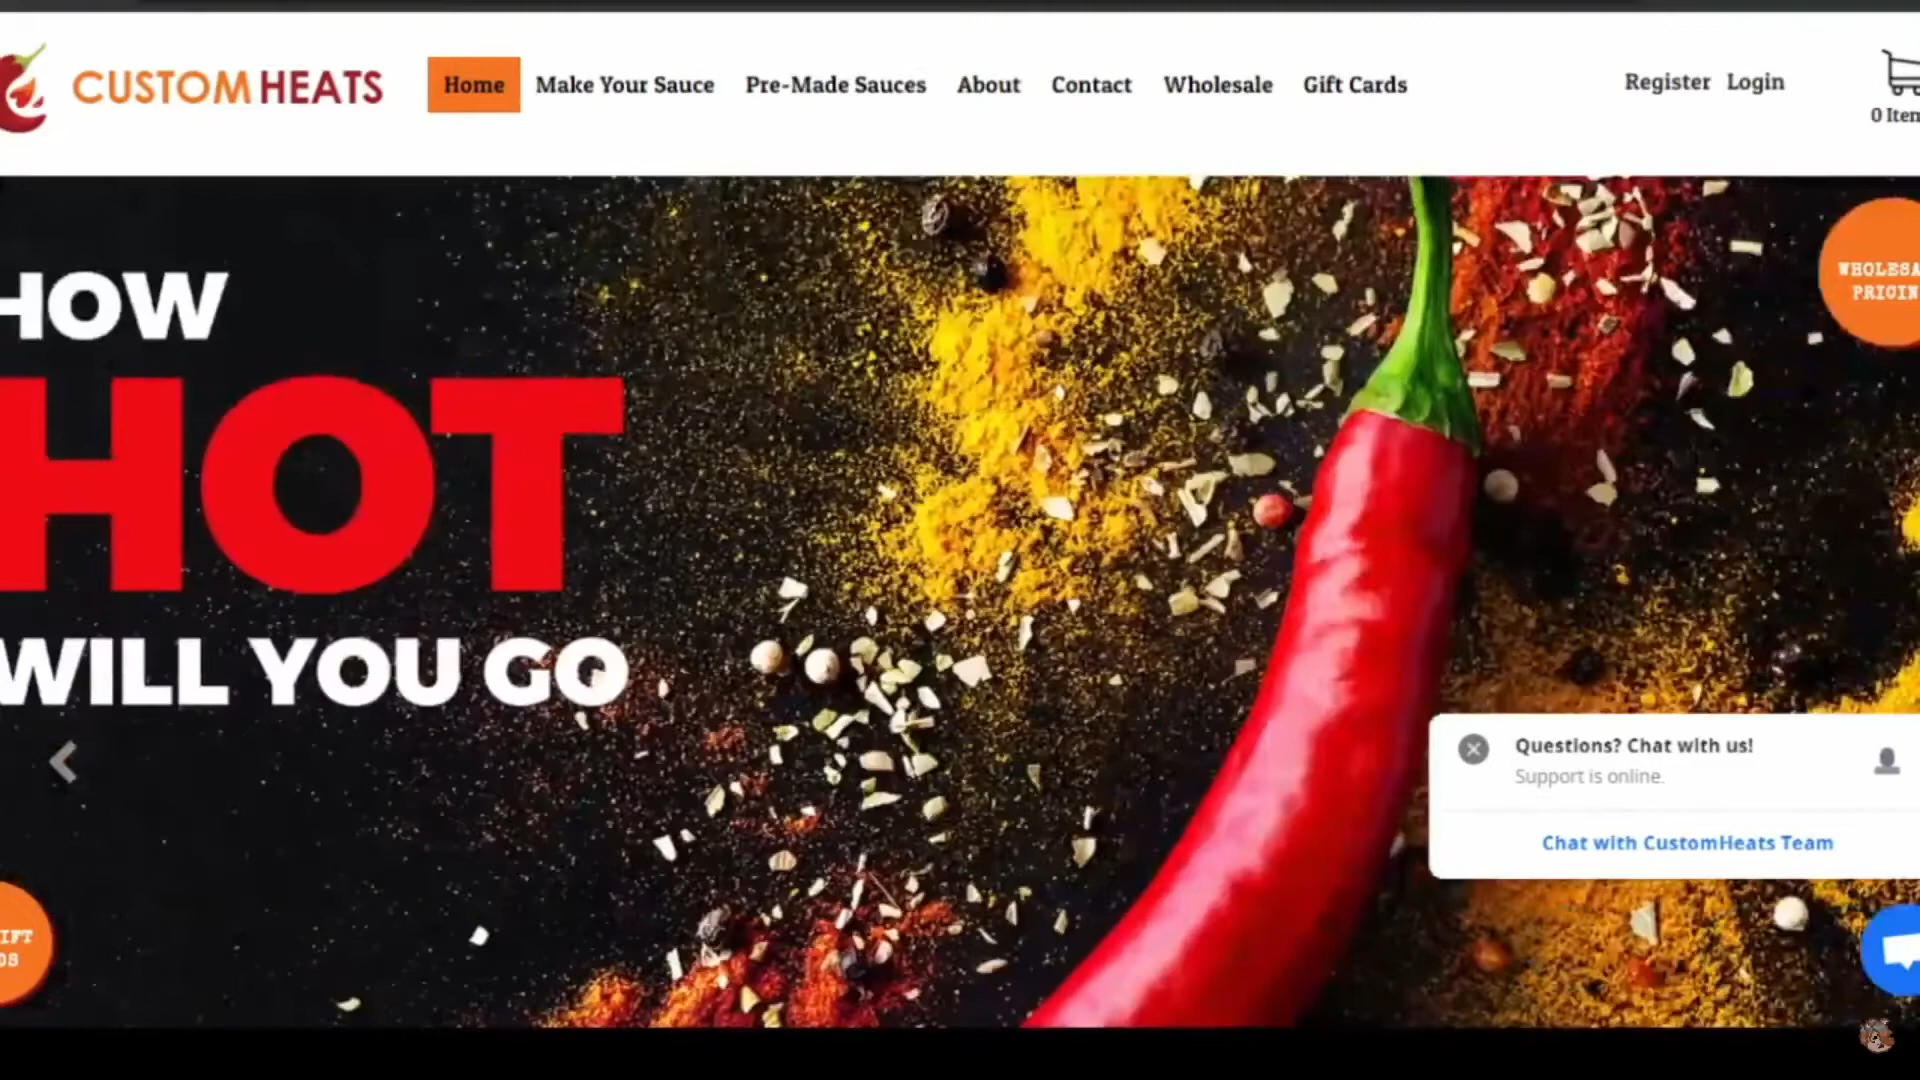 CUSTOM HEATS
Home
Make Your Sauce
Pre-Made Sauces
About
Contact
Wholesale
Gift Cards
Register
Login
0
HOW
HOT
WILL YOU GO
PRICIN
Questions? Chat with us!
Support is online.
Chat with CustomHeats Team